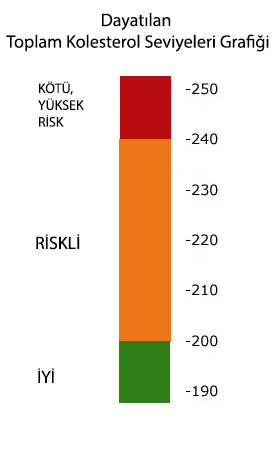 Dayatılan
Toplam Kolesterol Seviyeleri Grafiği
KÖTÜ,
YÜKSEK
RİSK
-250
-240
-230
RİSKLİ
-220
-210
-200
İYİ
-190